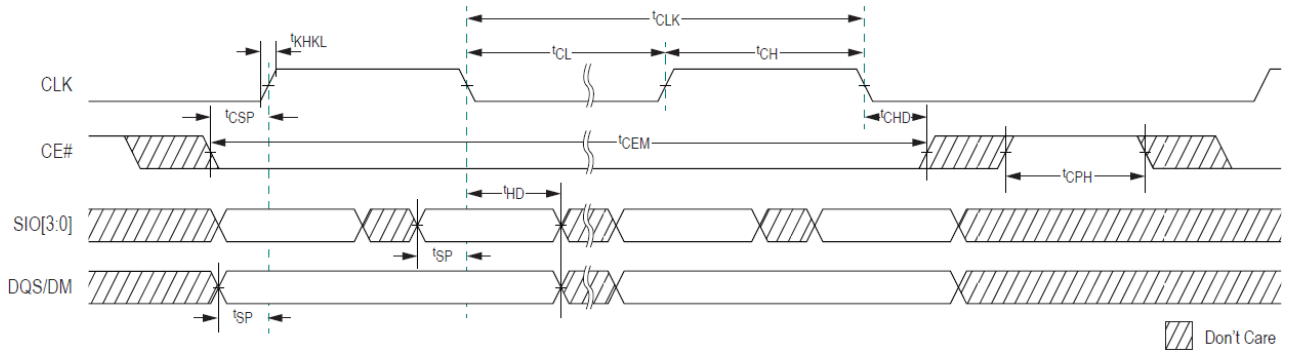 tCLK
tKHKL
tCL
tCH
CLK
tCSP
tCHD
CE#
tCEM
tCPH
tHD
SIO[3:0]
tSP
DQS/DM
tSP
Don't Care